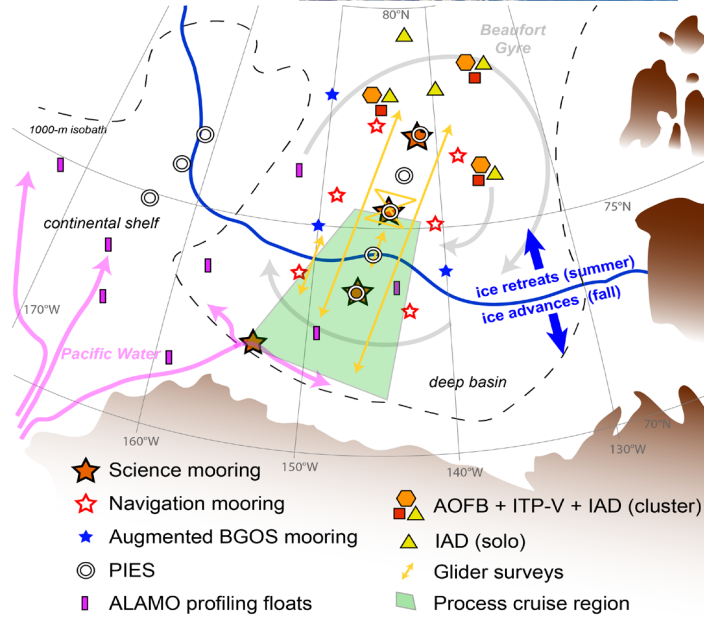 80°N
Beaufort
Gyre
1000-m isobath
75°N
continental shelf
ice retreats (summer)
ice advances (fall)
170°W
Pacific Water
deep basin
70°N
160°W
150°W
140°W
130°W
Science mooring
Navigation mooring
Augmented BGOS mooring
PIES
ALAMO profiling floats
AOFB + ITP-V + IAD (cluster)
IAD (solo)
Glider surveys
Process cruise region